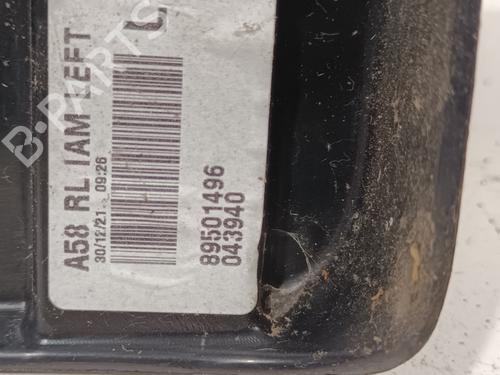 A58 RL IAM LEFT
30/12/21 09:26
L
89501496
043940
B-PARTS